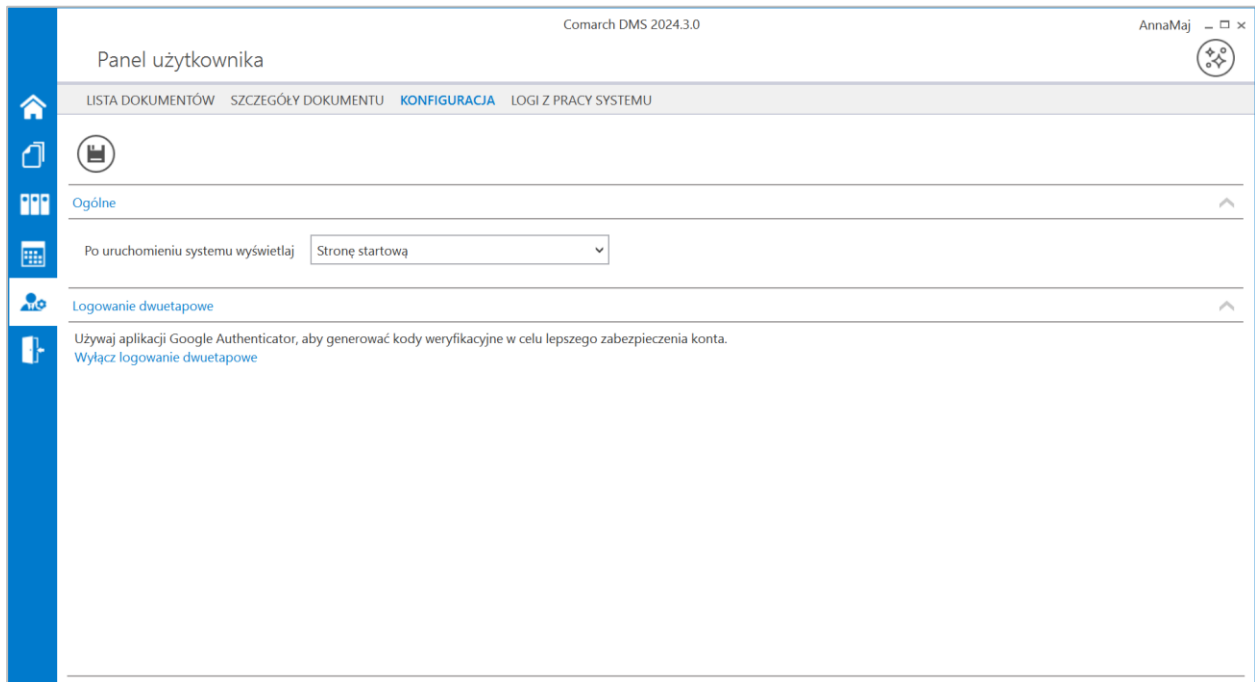 Comarch DMS 2024.3.0
AnnaMaj
Panel użytkownika
LISTA DOKUMENTÓW SZCZEGÓŁY DOKUMENTU KONFIGURACJA LOGI Z PRACY SYSTEMU
Ogólne
Po uruchomieniu systemu wyświetlaj Stronę startową
Logowanie dwuetapowe
Używaj aplikacji Google Authenticator, aby generować kody weryfikacyjne w celu lepszego zabezpieczenia konta.
Wyłącz logowanie dwuetapowe